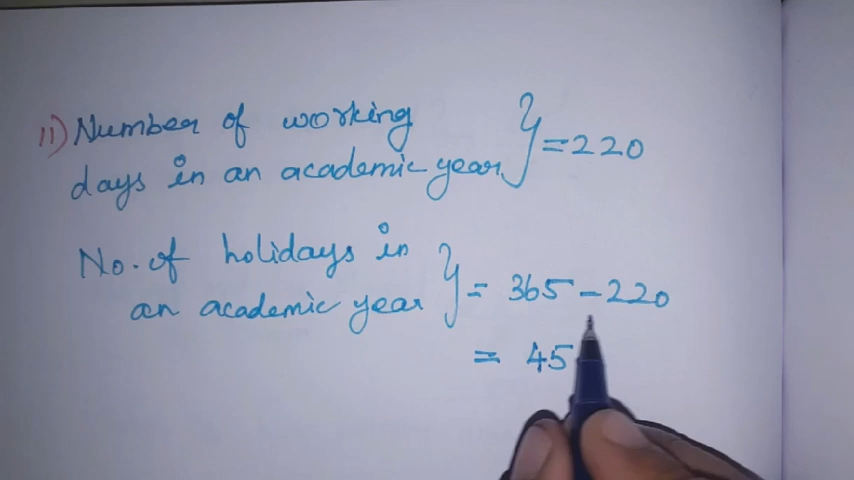 11) Number of working
days in an academic year } = 220
No. of holidays in
an academic year } = 365 - 220
= 45